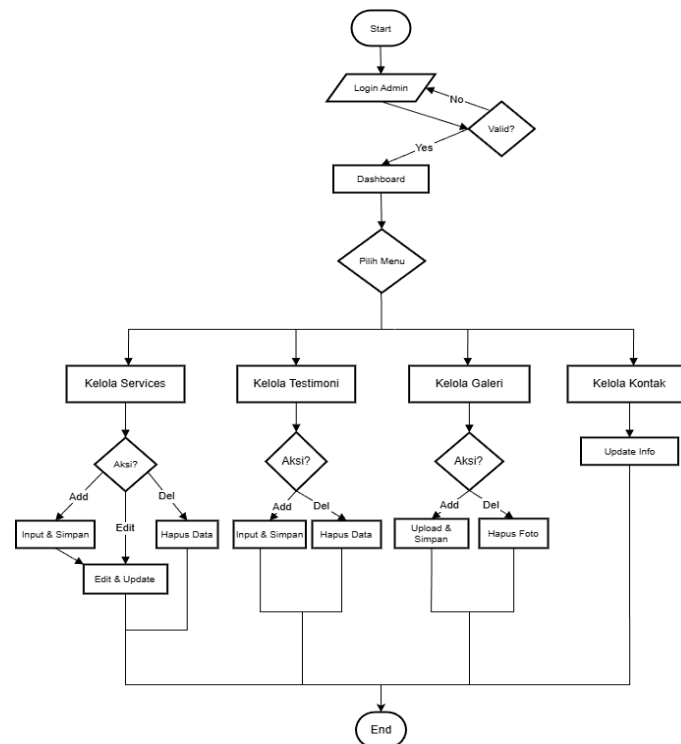 Start
Login Admin
No
Valid?
Yes
Dashboard
Pilih Menu
Kelola Services
Kelola Testimoni
Kelola Galeri
Kelola Kontak
Aksi?
Aksi?
Aksi?
Update Info
Add
Del
Edit
Add
Del
Add
Del
Input & Simpan
Hapus Data
Input & Simpan
Hapus Data
Upload &
Simpan
Hapus Foto
Edit & Update
End